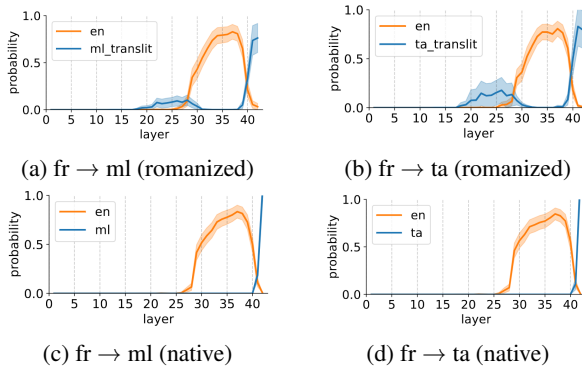 1.0
0.5
0.0
probability
en
ml_translit
0 5 10 15 20 25 30 35 40
layer
(a) fr → ml (romanized)
1.0
0.5
0.0
probability
en
ta_translit
0 5 10 15 20 25 30 35 40
layer
(b) fr → ta (romanized)
1.0
0.5
0.0
probability
en
ml
0 5 10 15 20 25 30 35 40
layer
(c) fr → ml (native)
1.0
0.5
0.0
probability
en
ta
0 5 10 15 20 25 30 35 40
layer
(d) fr → ta (native)